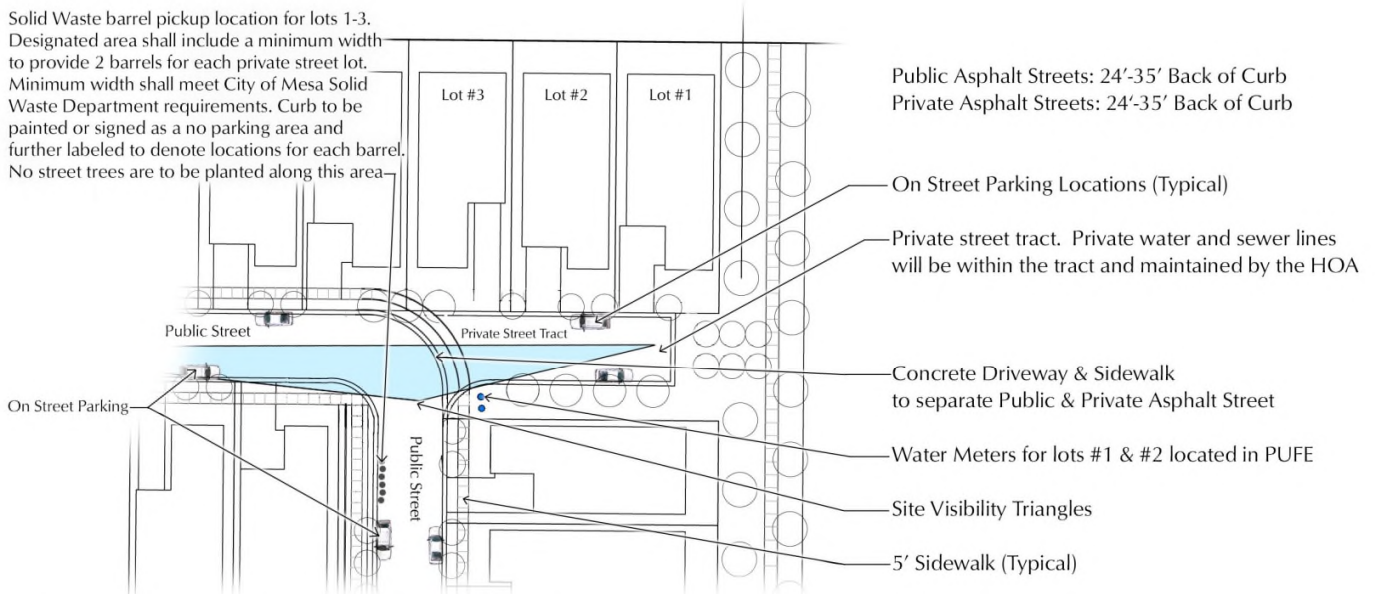 Solid Waste barrel pickup location for lots 1-3.
Designated area shall include a minimum width
to provide 2 barrels for each private street lot.
Minimum width shall meet City of Mesa Solid
Waste Department requirements. Curb to be
painted or signed as a no parking area and
further labeled to denote locations for each barrel.
No street trees are to be planted along this area
Lot #3
Lot #2
Lot #1
Public Asphalt Streets: 24′-35′ Back of Curb
Private Asphalt Streets: 24‘-35′ Back of Curb
On Street Parking Locations (Typical)
Private street tract.  Private water and sewer lines
will be within the tract and maintained by the HOA
Public Street
Private Street Tract
Concrete Driveway & Sidewalk
to separate Public & Private Asphalt Street
On Street Parking
Public Street
Water Meters for lots #1 & #2 located in PUFE
Site Visibility Triangles
5′ Sidewalk (Typical)